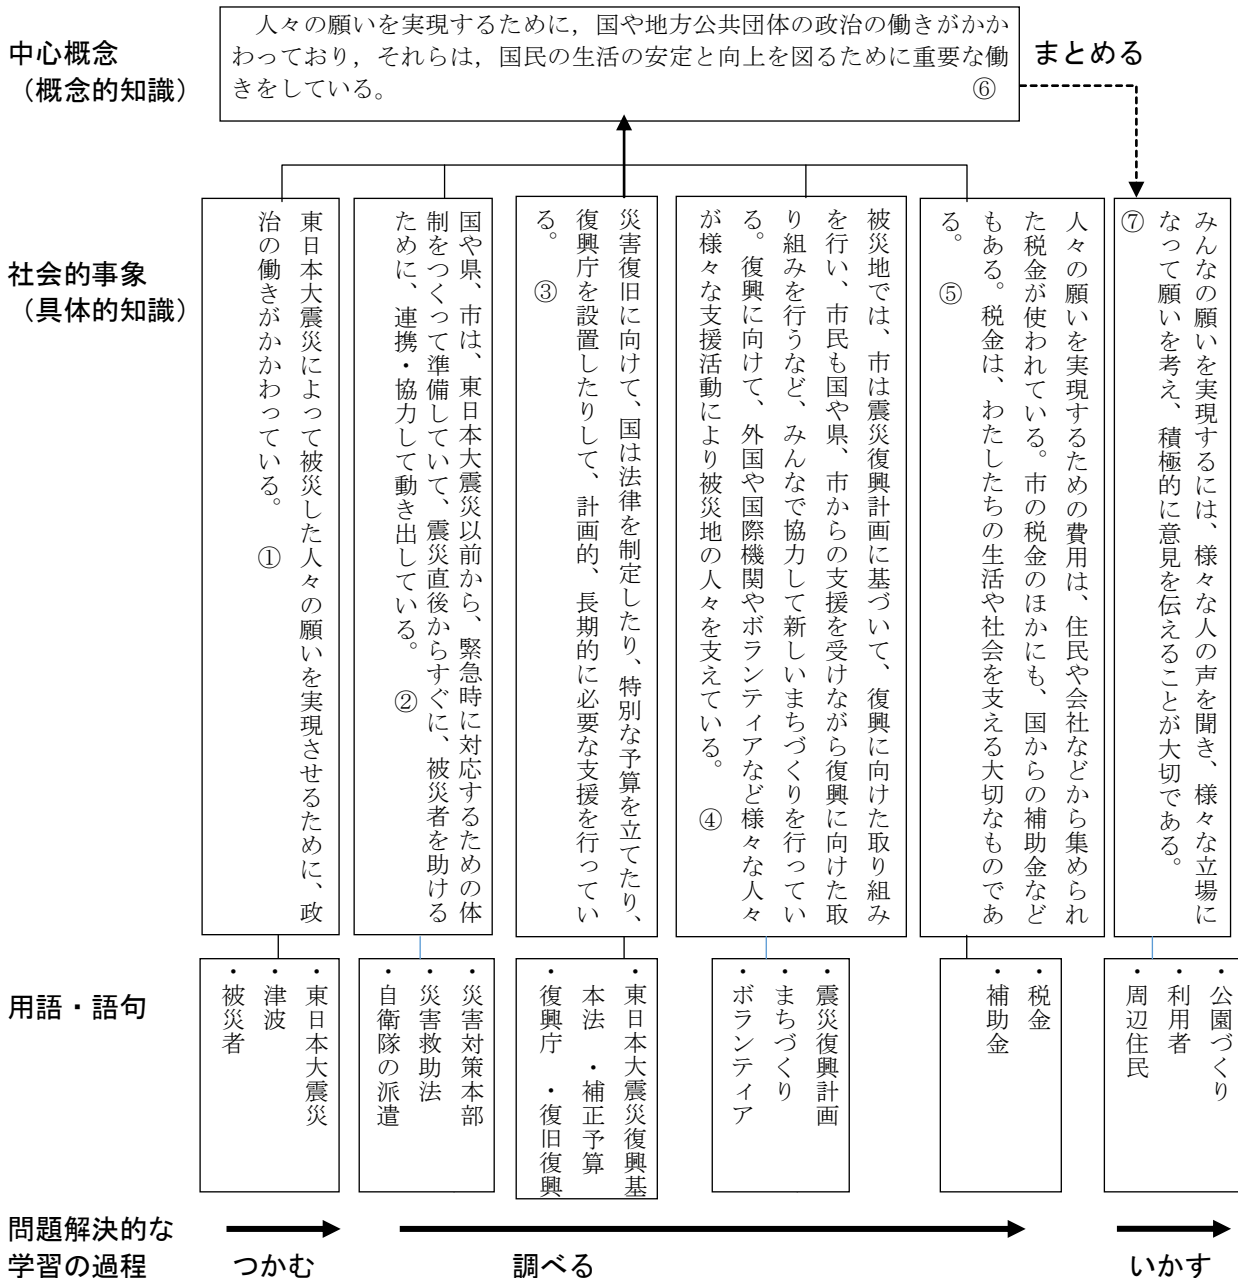 中心概念
(概念的知識)
人々の願いを実現するために，国や地方公共団体の政治の働きがかか
わっており，それらは，国民の生活の安定と向上を図るために重要な働
きをしている。 ⑥
まとめる
社会的事象
(具体的知識)
東日本大震災によって被災した人々の願いを実現させるために、政
治の働きがかかわっている。 ①
国や県、市は、東日本大震災以前から、緊急時に対応するための体
制をつくって準備していて、震災直後からすぐに、被災者を助ける
ために、連携・協力して動き出している。 ②
災害復旧に向けて、国は法律を制定したり、特別な予算を立てたり、
復興庁を設置したりして、計画的、長期的に必要な支援を行ってい
る。 ③
被災地では、市は震災復興計画に基づいて、復興に向けた取り組み
を行い、市民も国や県、市からの支援を受けながら復興に向けた取
り組みを行うなど、みんなで協力して新しいまちづくりを行ってい
る。復興に向けて、外国や国際機関やボランティアなど様々な人々
が様々な支援活動により被災地の人々を支えている。 ④
人々の願いを実現するための費用は、住民や会社などから集められ
た税金が使われている。市の税金のほかにも、国からの補助金など
もある。税金は、わたしたちの生活や社会を支える大切なものであ
る。 ⑤
みんなの願いを実現するには、様々な人の声を聞き、様々な立場に
なって願いを考え、積極的に意見を伝えることが大切である。
⑦
用語・語句
・東日本大震災
・津波
・被災者
・災害対策本部
・災害救助法
・自衛隊の派遣
・東日本大震災復興基
本法 ・補正予算
・復興庁 ・復旧復興
・震災復興計画
・まちづくり
・ボランティア
・税金
・補助金
・公園づくり
・利用者
・周辺住民
問題解決的な
学習の過程
つかむ
調べる
いかす